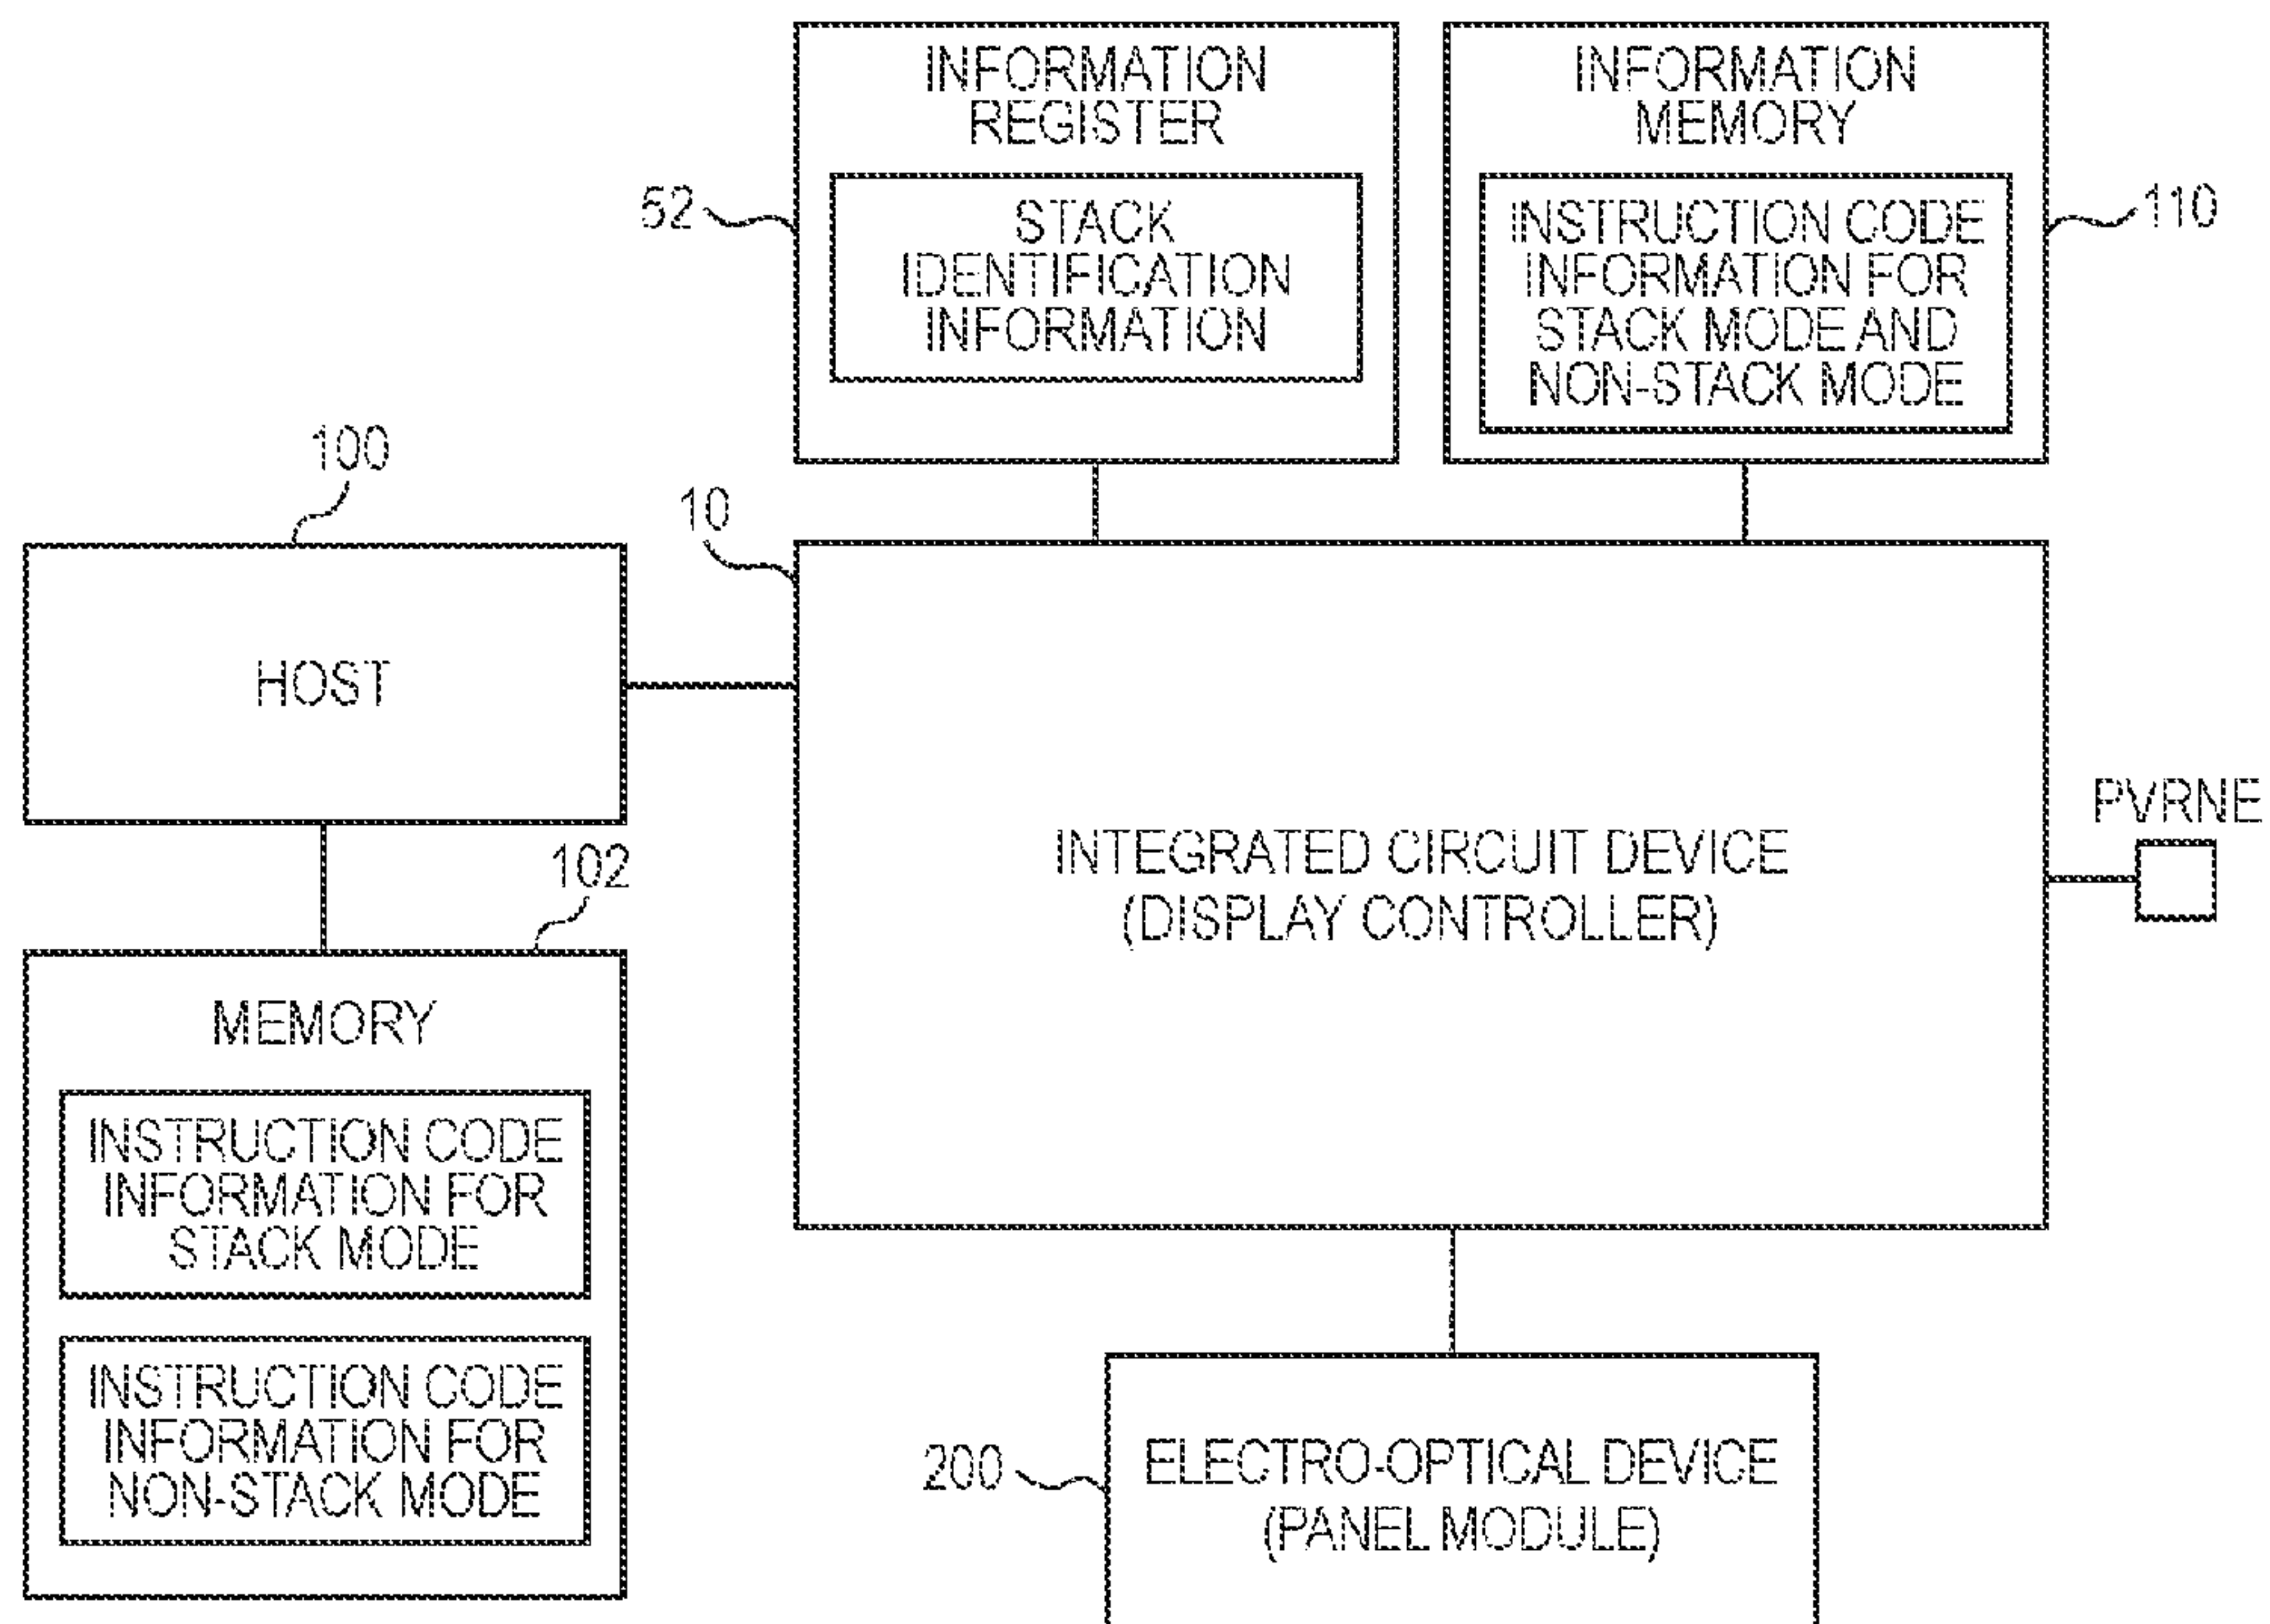 INFORMATION
REGISTER
STACK
IDENTIFICATION
INFORMATION
52
INFORMATION
MEMORY
INSTRUCTION CODE
INFORMATION FOR
STACK MODE AND
NON-STACK MODE
110
100
HOST
10
INTEGRATED CIRCUIT DEVICE
(DISPLAY CONTROLLER)
PVRNE
102
MEMORY
INSTRUCTION CODE
INFORMATION FOR
STACK MODE
INSTRUCTION CODE
INFORMATION FOR
NON-STACK MODE
200
ELECTRO-OPTICAL DEVICE
(PANEL MODULE)